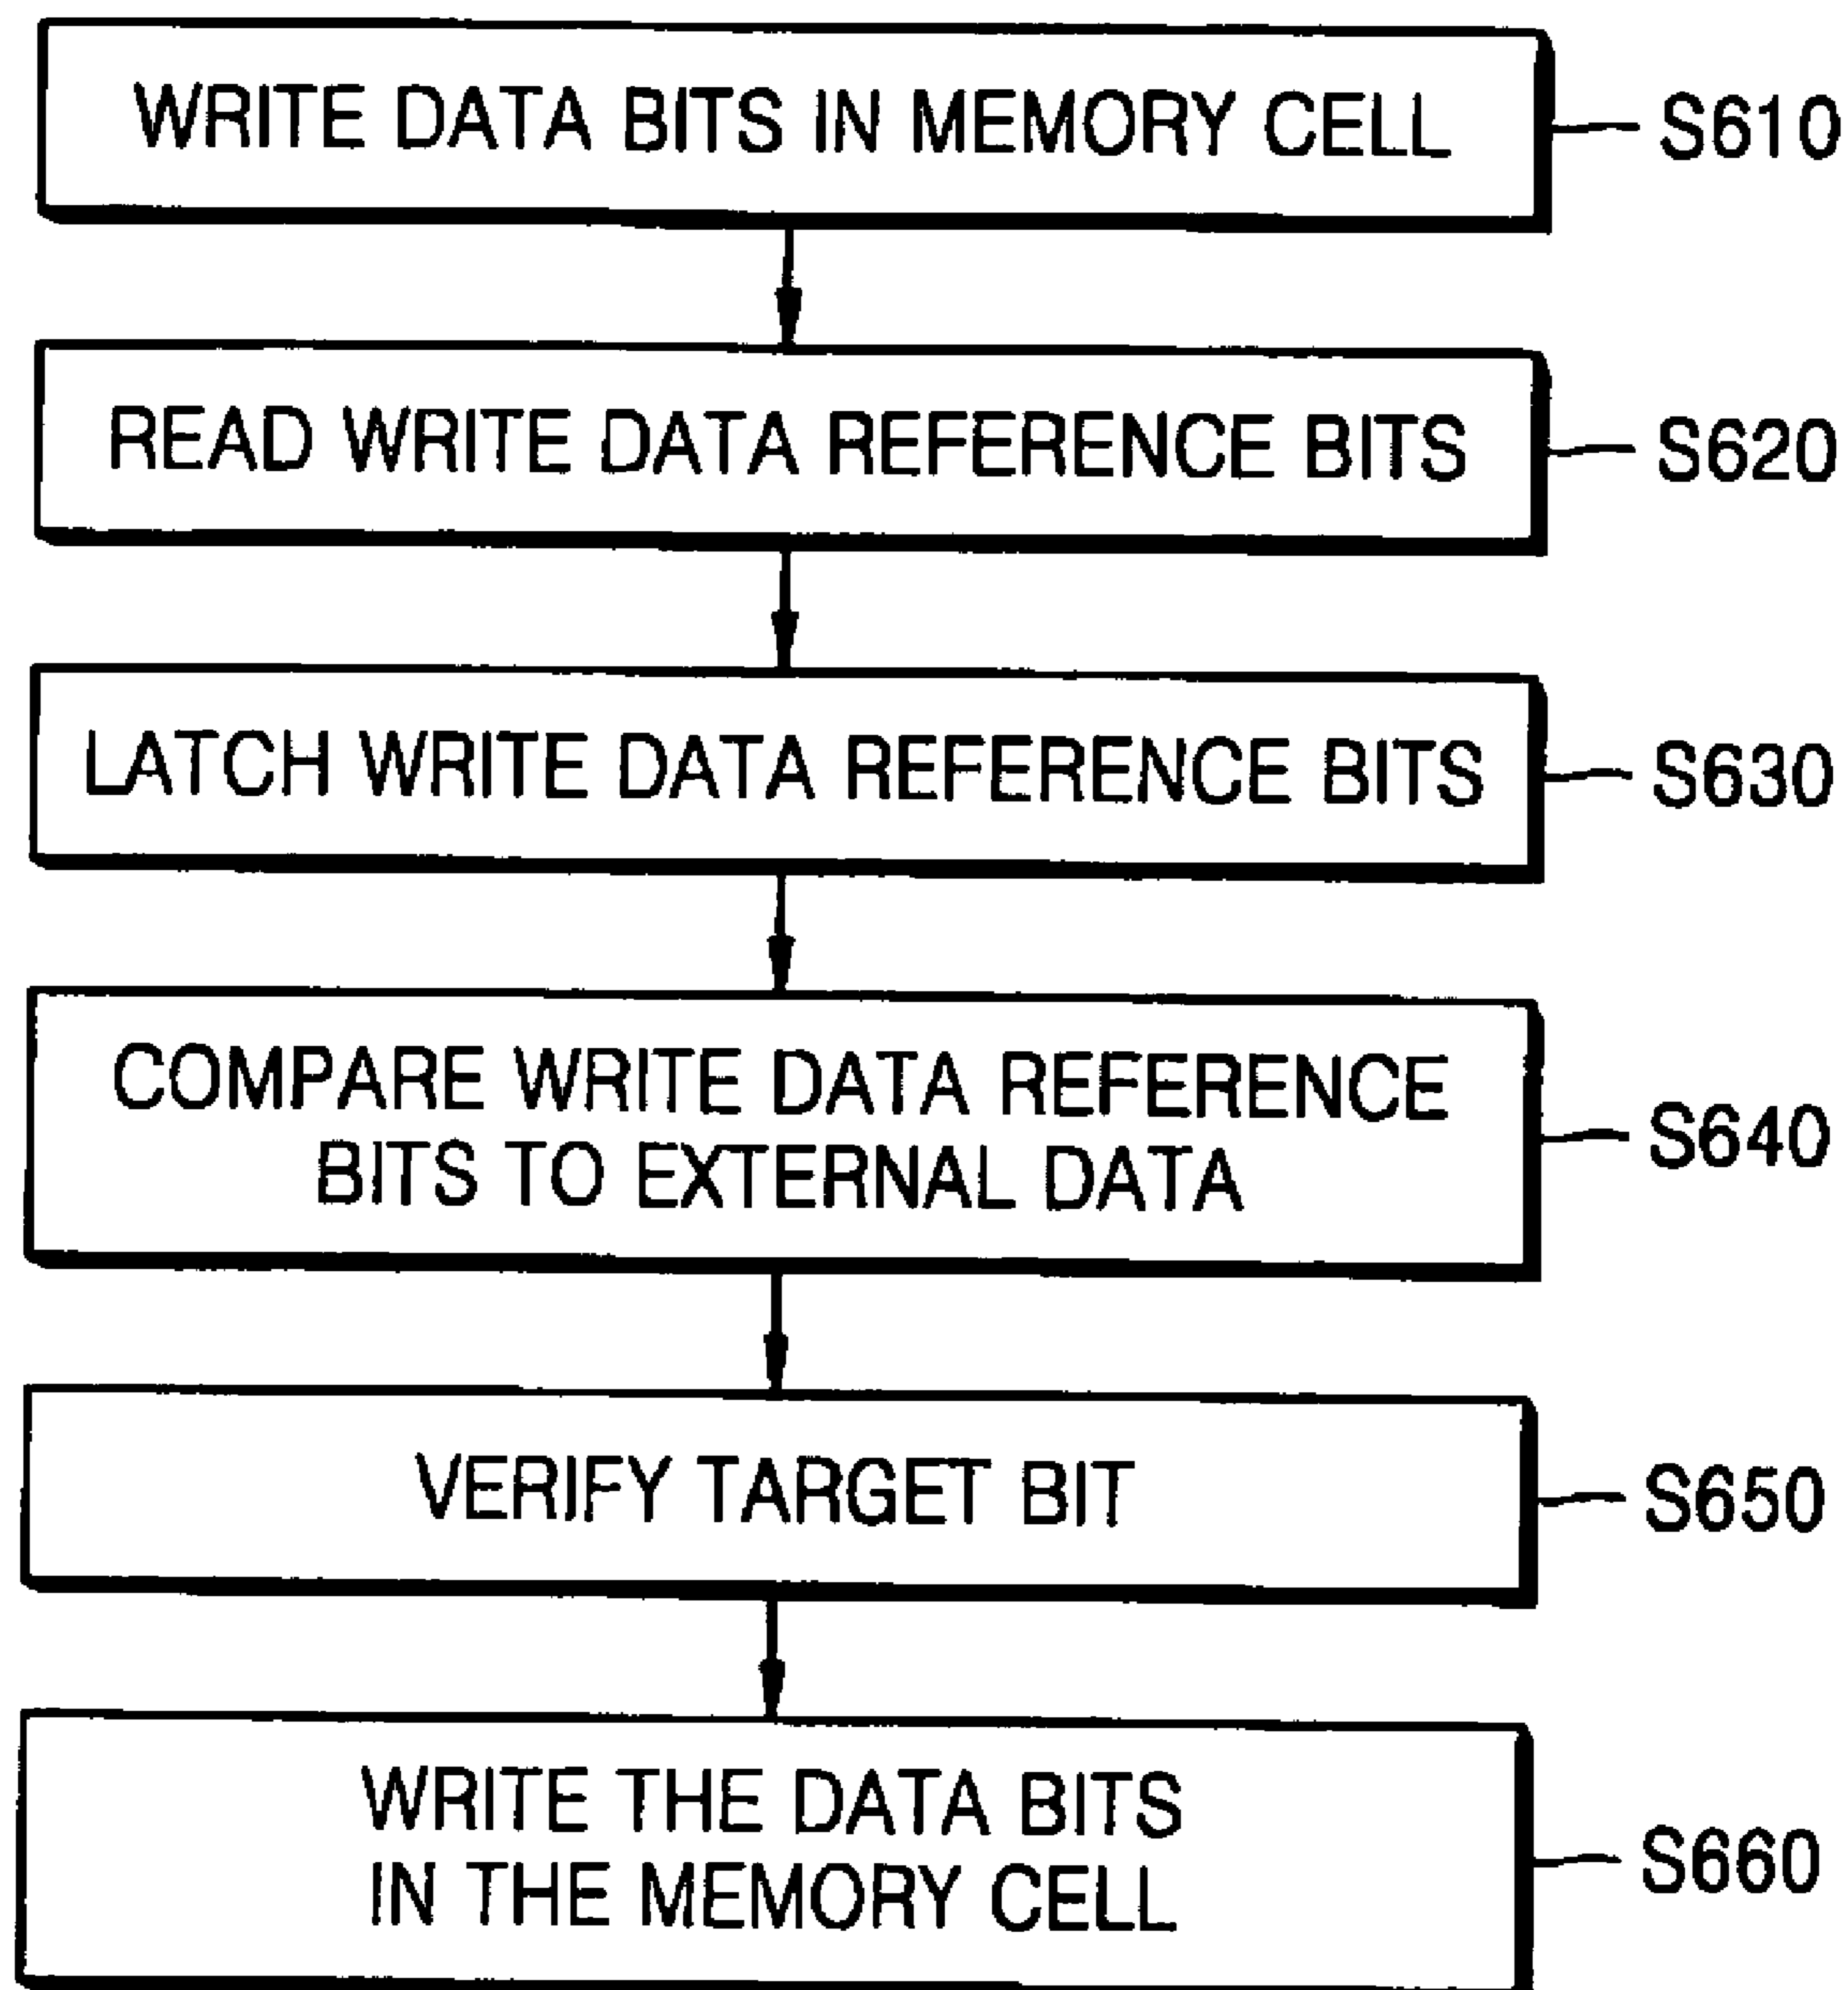 WRITE DATA BITS IN MEMORY CELL
S610
READ WRITE DATA REFERENCE BITS
S620
LATCH WRITE DATA REFERENCE BITS
S630
COMPARE WRITE DATA REFERENCE
BITS TO EXTERNAL DATA
S640
VERIFY TARGET BIT
S650
WRITE THE DATA BITS
IN THE MEMORY CELL
S660